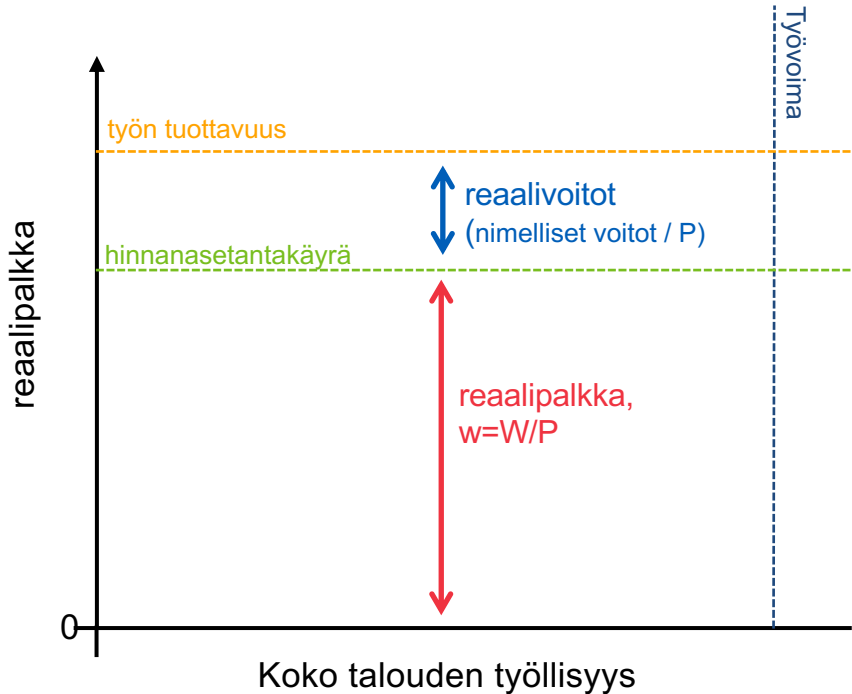 Työvoima
työn tuottavuus
reaalivoitot
(nimelliset voitot / P)
hinnanasetantakäyrä
reaalipalkka
reaalipalkka,
w=W/P
0
Koko talouden työllisyys